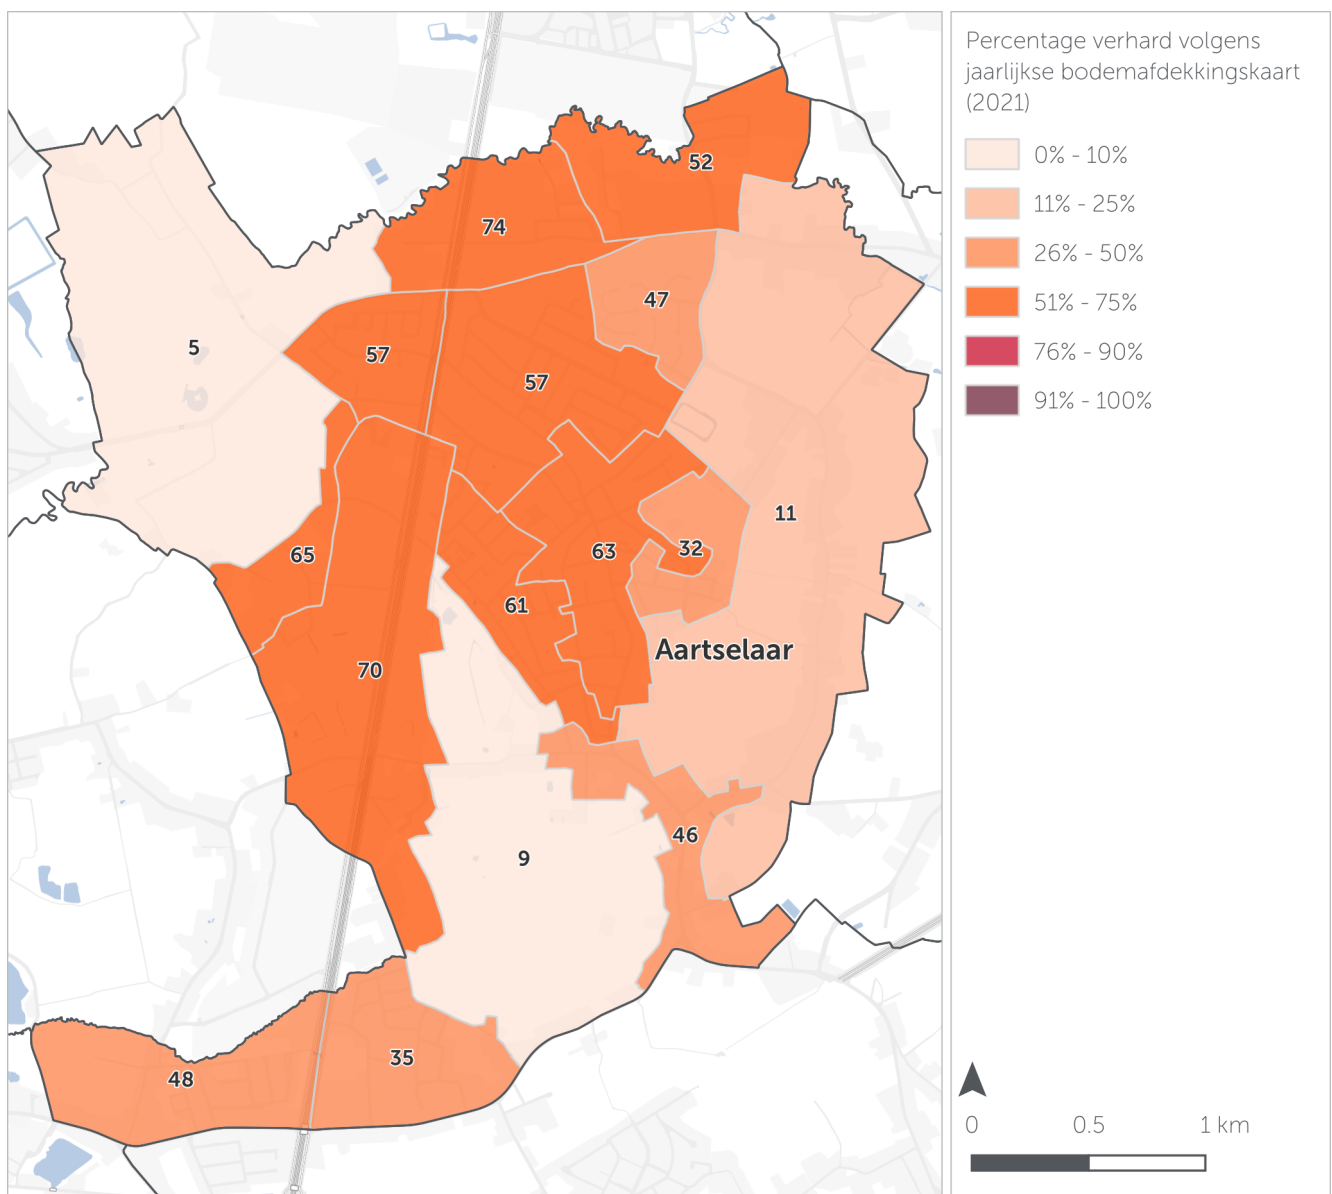 Percentage verhard volgens
jaarlijkse bodemafdekkingskaart
(2021)
0% - 10%
11% - 25%
26% - 50%
51% - 75%
76% - 90%
91% - 100%
52
74
47
5
57
57
11
65
63
32
61
Aartselaar
70
46
9
35
48
0 0.5 1 km